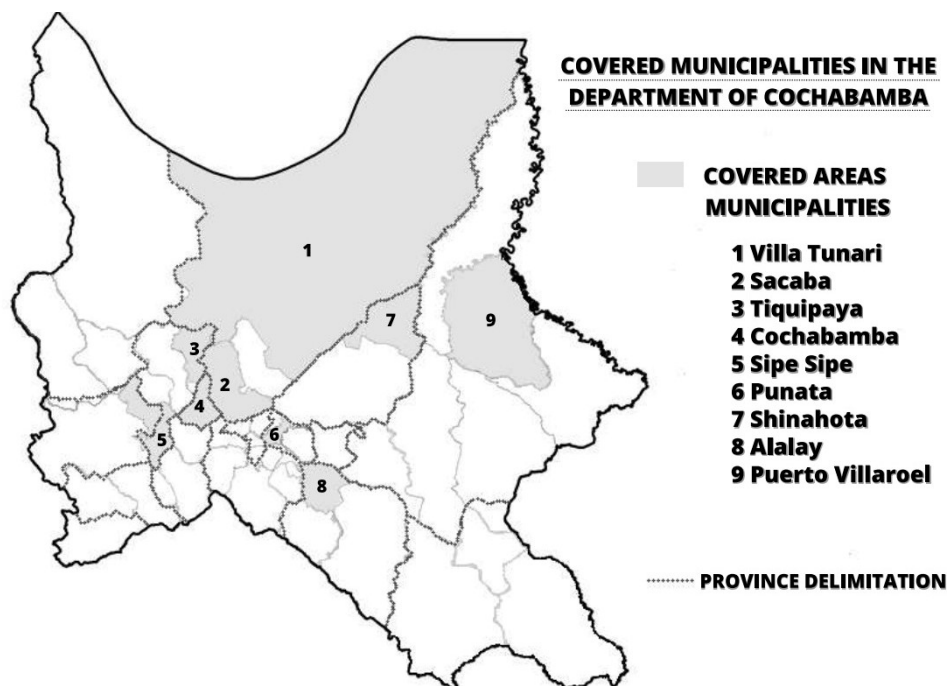 COVERED MUNICIPALITIES IN THE
DEPARTMENT OF COCHABAMBA
COVERED AREAS
MUNICIPALITIES
1 Villa Tunari
2 Sacaba
3 Tiquipaya
4 Cochabamba
5 Sipe Sipe
6 Punata
7 Shinahota
8 Alalay
9 Puerto Villaroel
PROVINCE DELIMITATION
1
7
9
3
2
4
6
5
8